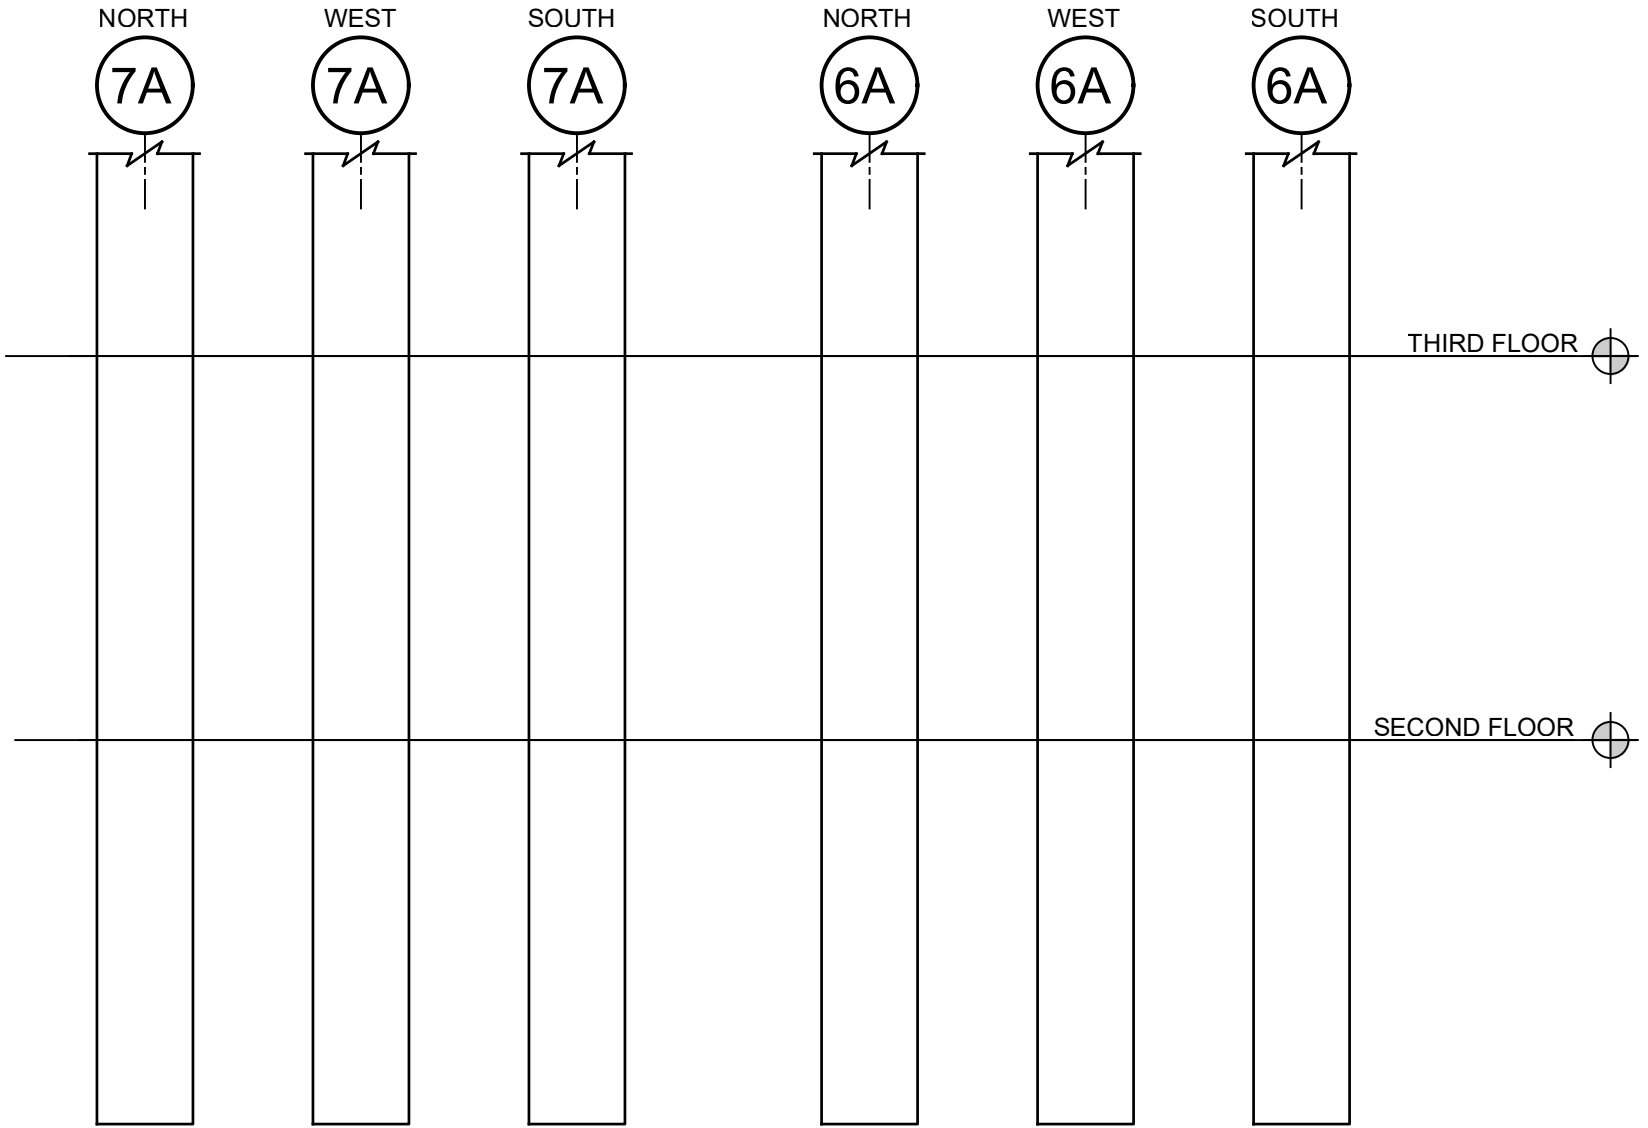 NORTH WEST SOUTH NORTH WEST SOUTH
7A 7A 7A 6A 6A 6A
THIRD FLOOR
SECOND FLOOR